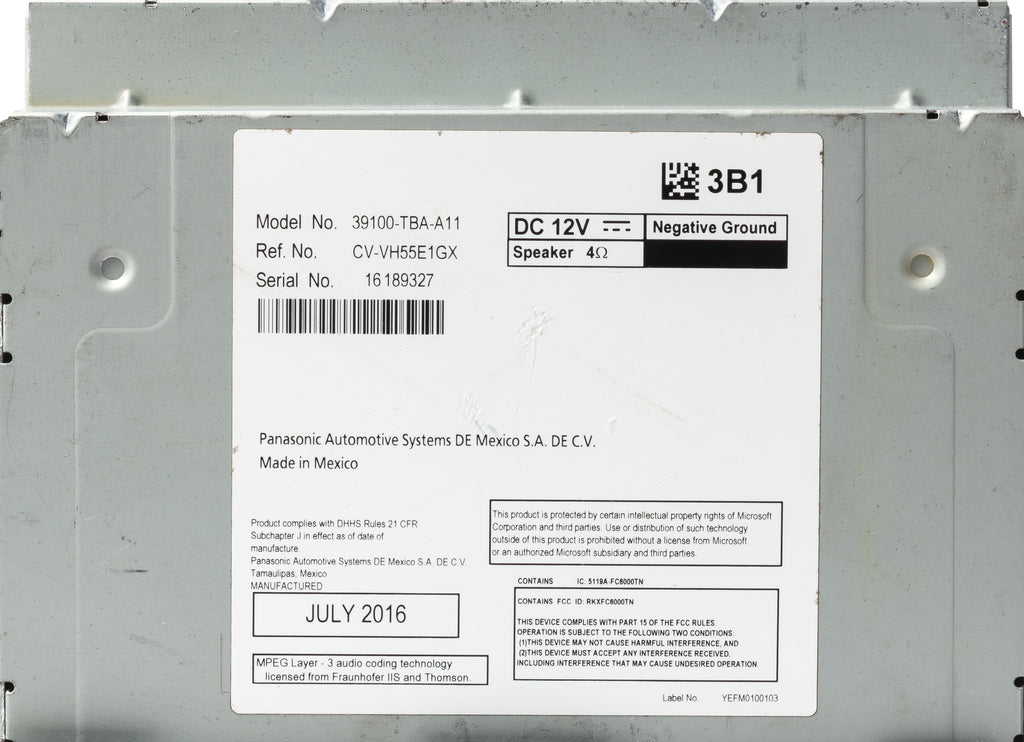 3B1
Model No. 39100-TBA-A11
Ref. No. CV-VH55E1GX
Serial No. 16189327
DC 12V
Negative Ground
Speaker 4Ω
Panasonic Automotive Systems DE Mexico S.A. DE C.V.
Made in Mexico
Product complies with DHHS Rules 21 CFR
Subchapter J in effect as of date of
manufacture.
Panasonic Automotive Systems DE Mexico S.A. DE C.V
Tamaulipas, Mexico
MANUFACTURED
JULY 2016
MPEG Layer - 3 audio coding technology
licensed from Fraunhofer IIS and Thomson.
This product is protected by certain intellectual property rights of Microsoft
Corporation and third parties. Use or distribution of such technology
outside of this product is prohibited without a license from Microsoft
or an authorized Microsoft subsidiary and third parties.
CONTAINS IC: 5119A-FC6000TN
CONTAINS FCC ID: RKXFC6000TN
THIS DEVICE COMPLIES WITH PART 15 OF THE FCC RULES.
OPERATION IS SUBJECT TO THE FOLLOWING TWO CONDITIONS:
(1)THIS DEVICE MAY NOT CAUSE HARMFUL INTERFERENCE, AND
(2)THIS DEVICE MUST ACCEPT ANY INTERFERENCE RECEIVED,
INCLUDING INTERFERENCE THAT MAY CAUSE UNDESIRED OPERATION.
Label No. YEFM0100103